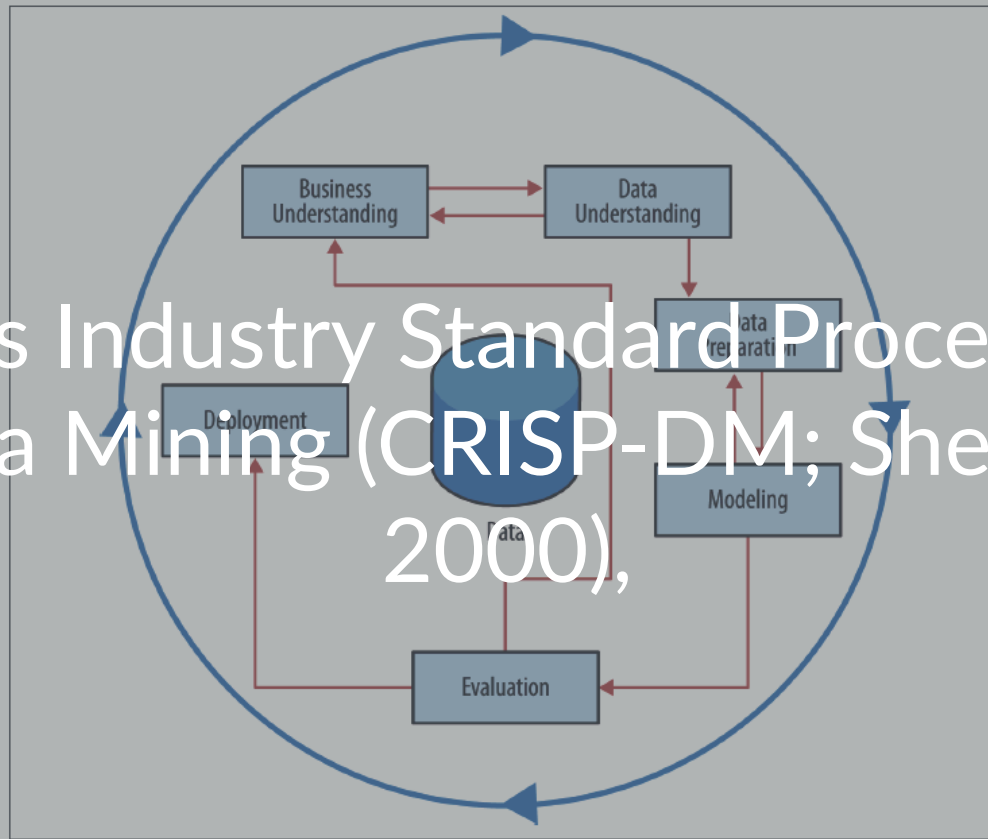 Business
Understanding
Data
Understanding
s Industry Standard Proce
Data
Preparation
Deployment
a Mining (CRISP-DM; She
Modeling
Data
2000),
Evaluation